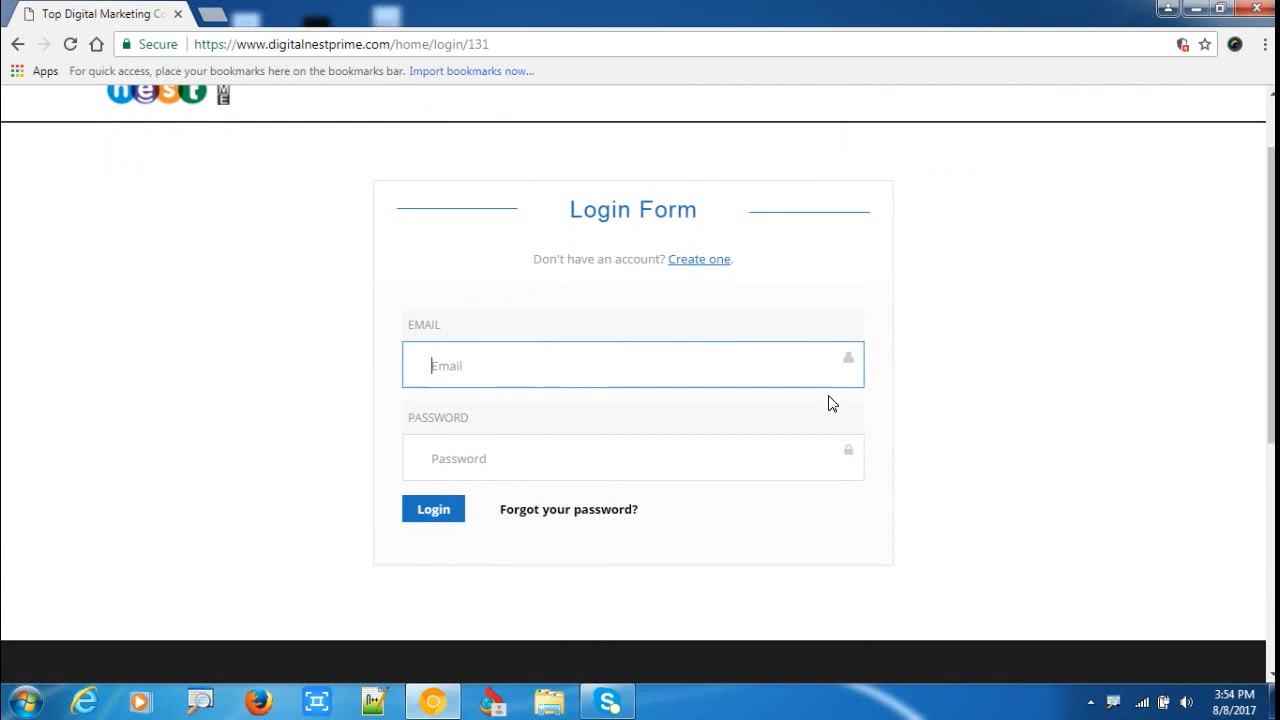 Top Digital Marketing Co
Secure https://www.digitalnestprime.com/home/login/131
Apps For quick access, place your bookmarks here on the bookmarks bar. Import bookmarks now...
nest ME
Login Form
Don't have an account? Create one.
EMAIL
Email
PASSWORD
Password
Login Forgot your password?
3:54 PM
8/8/2017